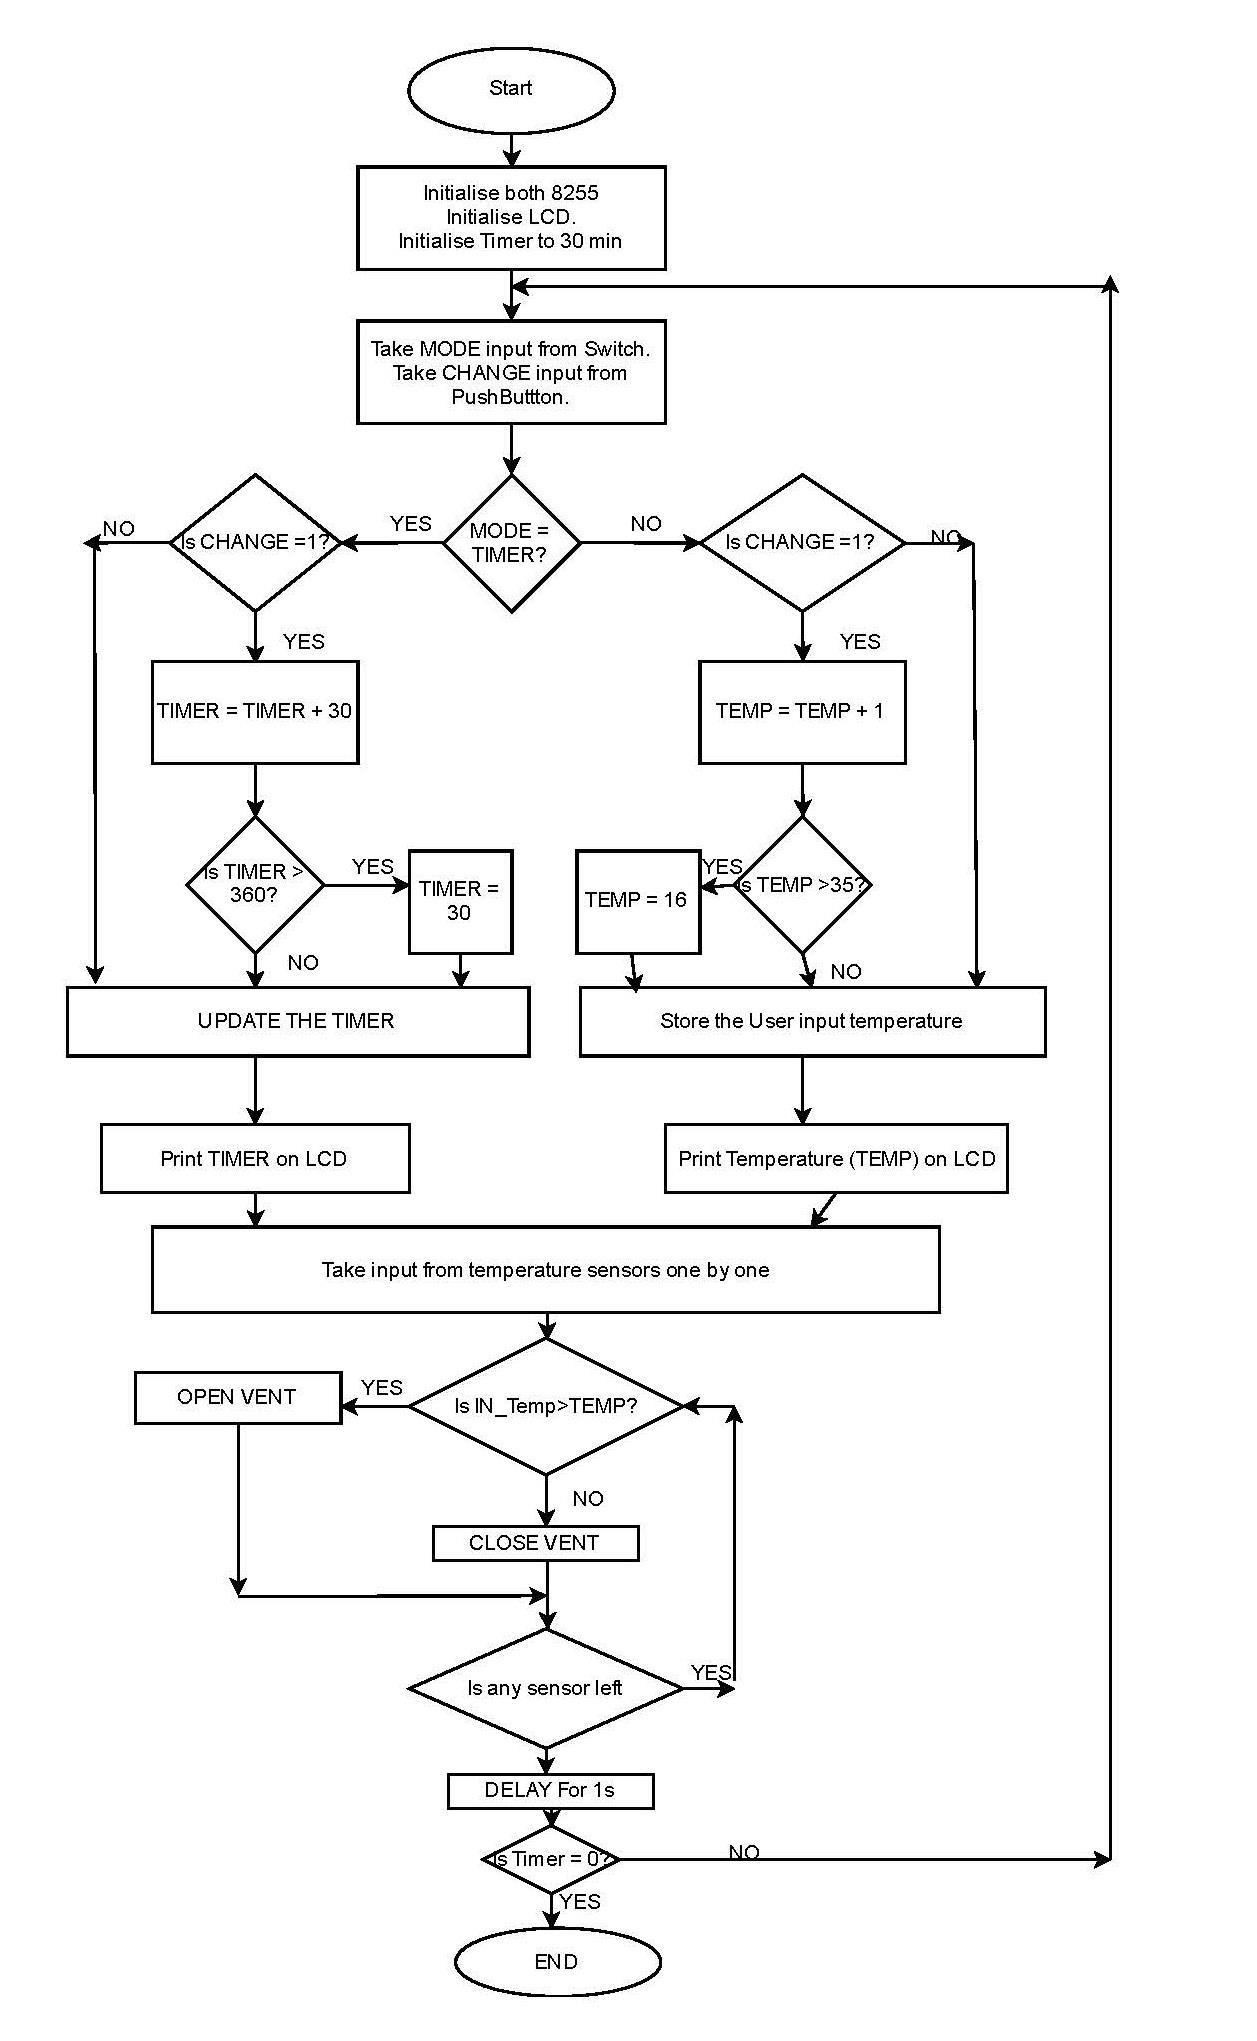 Start
Initialise both 8255
Initialise LCD.
Initialise Timer to 30 min
Take MODE input from Switch.
Take CHANGE input from
PushButtton.
NO
Is CHANGE =1?
YES
MODE =
TIMER?
NO
Is CHANGE =1?
NO
YES
YES
TIMER = TIMER + 30
TEMP = TEMP + 1
Is TIMER >
360?
YES
TIMER =
30
TEMP = 16
YES
Is TEMP >35?
NO
NO
UPDATE THE TIMER
Store the User input temperature
Print TIMER on LCD
Print Temperature (TEMP) on LCD
Take input from temperature sensors one by one
OPEN VENT
YES
Is IN_Temp>TEMP?
NO
CLOSE VENT
Is any sensor left
YES
DELAY For 1s
Is Timer = 0?
NO
YES
END